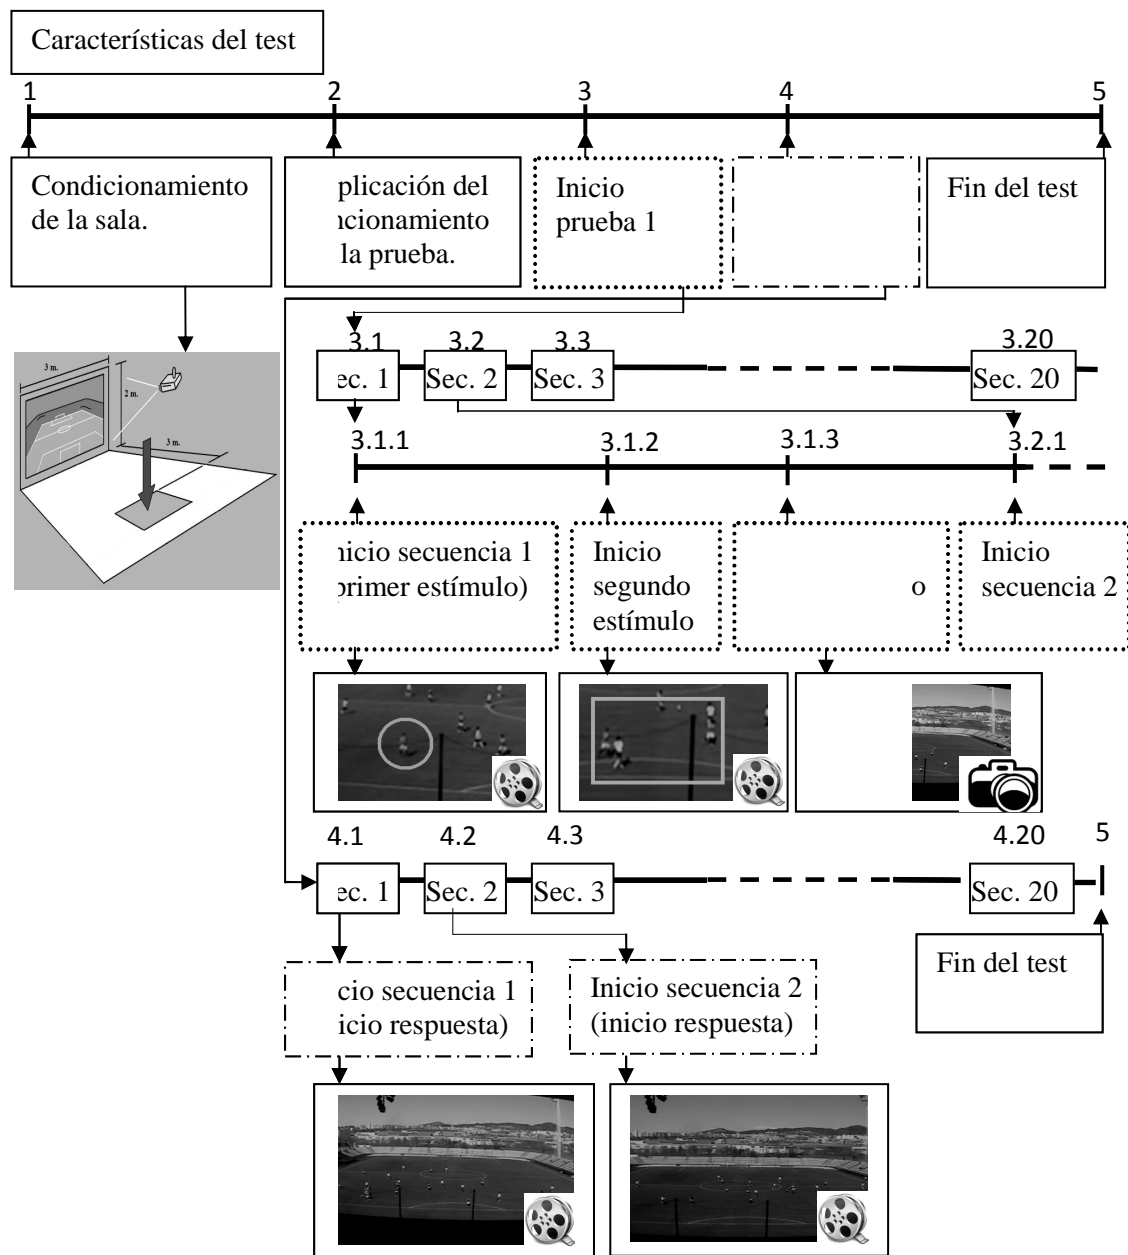 Características del test
1 2 3 4 5
Condicionamiento
de la sala.
plicación del
ncionamiento
la prueba.
Inicio
prueba 1
Fin del test
3.1 3.2 3.3 3.20
ec. 1 Sec. 2 Sec. 3 Sec. 20
3 m.
2 m.
3 m.
3.1.1 3.1.2 3.1.3 3.2.1
nicio secuencia 1
primer estímulo)
Inicio
segundo
estímulo
o
Inicio
secuencia 2
4.1 4.2 4.3 4.20 5
ec. 1 Sec. 2 Sec. 3 Sec. 20
Fin del test
cio secuencia 1
icio respuesta)
Inicio secuencia 2
(inicio respuesta)